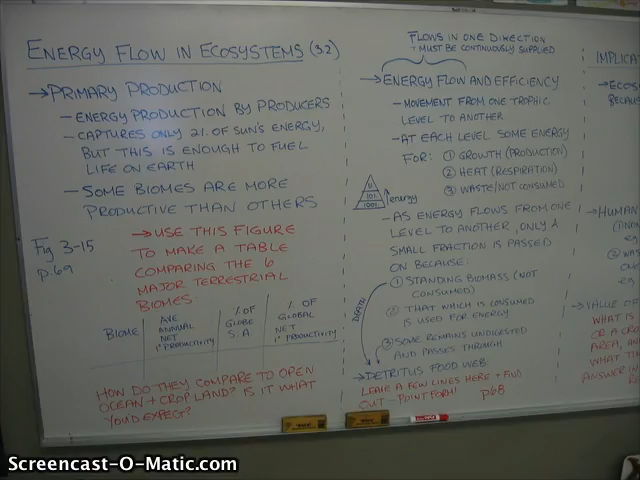 ENERGY FLOW IN ECOSYSTEMS (3.2)
→ PRIMARY PRODUCTION
- ENERGY PRODUCTION BY PRODUCERS
- CAPTURES ONLY 2% OF SUN'S ENERGY,
BUT THIS IS ENOUGH TO FUEL
LIFE ON EARTH
- SOME BIOMES ARE MORE
PRODUCTIVE THAN OTHERS
Fig 3-15
p.69
→ USE THIS FIGURE
TO MAKE A TABLE
COMPARING THE 6
MAJOR TERRESTRIAL
BIOMES.
BIOME
AVE
ANNUAL
NET
1° PRODUCTIVITY
% OF
GLOBE
S.A.
% OF
GLOBAL
NET
1° PRODUCTIVITY
HOW DO THEY COMPARE TO OPEN
OCEAN + CROP LAND? IS IT WHAT
YOU'D EXPECT?
FLOWS IN ONE DIRECTION
- MUST BE CONTINUOUSLY SUPPLIED
→ ENERGY FLOW AND EFFICIENCY
- MOVEMENT FROM ONE TROPHIC
LEVEL TO ANOTHER
- AT EACH LEVEL SOME ENERGY
FOR: ① GROWTH (PRODUCTION)
② HEAT (RESPIRATION)
③ WASTE/NOT CONSUMED
energy
- AS ENERGY FLOWS FROM ONE
LEVEL TO ANOTHER, ONLY A
SMALL FRACTION IS PASSED
ON BECAUSE:
① STANDING BIOMASS (NOT
CONSUMED)
② THAT WHICH IS CONSUMED
IS USED FOR ENERGY
③ SOME REMAINS UNDIGESTED
AND PASSES THROUGH
DEATH
→ DETRITUS FOOD WEB:
LEAVE A FEW LINES HERE + FIND
OUT - POINT FORM! p68
IMPLICAT
→ ECOS
BECAUS
→ HUMAN
① NON
eg
② WAS
eg
→ VALUE OF
WHAT IS
OR A CR
AREA, AN
WHAT TH
ANSWER IN
Screencast-O-Matic.com